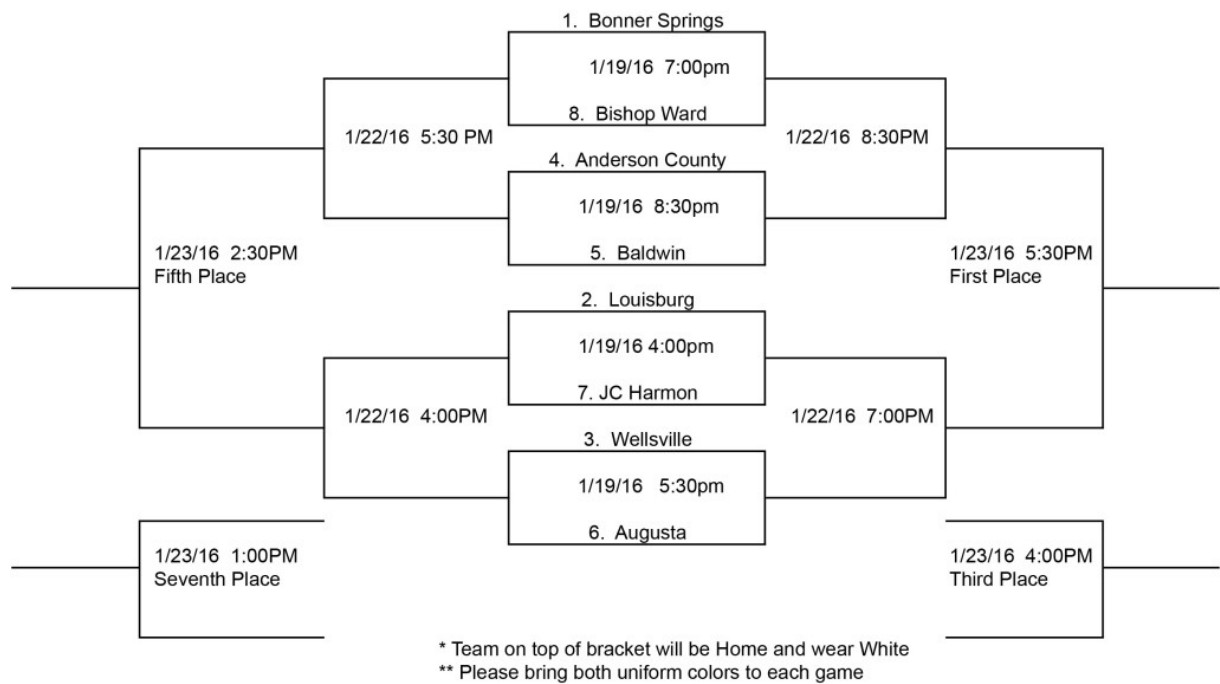 1. Bonner Springs
1/19/16 7:00pm
8. Bishop Ward
1/22/16 5:30 PM
1/22/16 8:30PM
4. Anderson County
1/19/16 8:30pm
5. Baldwin
1/23/16 2:30PM
Fifth Place
1/23/16 5:30PM
First Place
2. Louisburg
1/19/16 4:00pm
7. JC Harmon
1/22/16 4:00PM
1/22/16 7:00PM
3. Wellsville
1/19/16 5:30pm
6. Augusta
1/23/16 1:00PM
Seventh Place
1/23/16 4:00PM
Third Place
* Team on top of bracket will be Home and wear White
** Please bring both uniform colors to each game